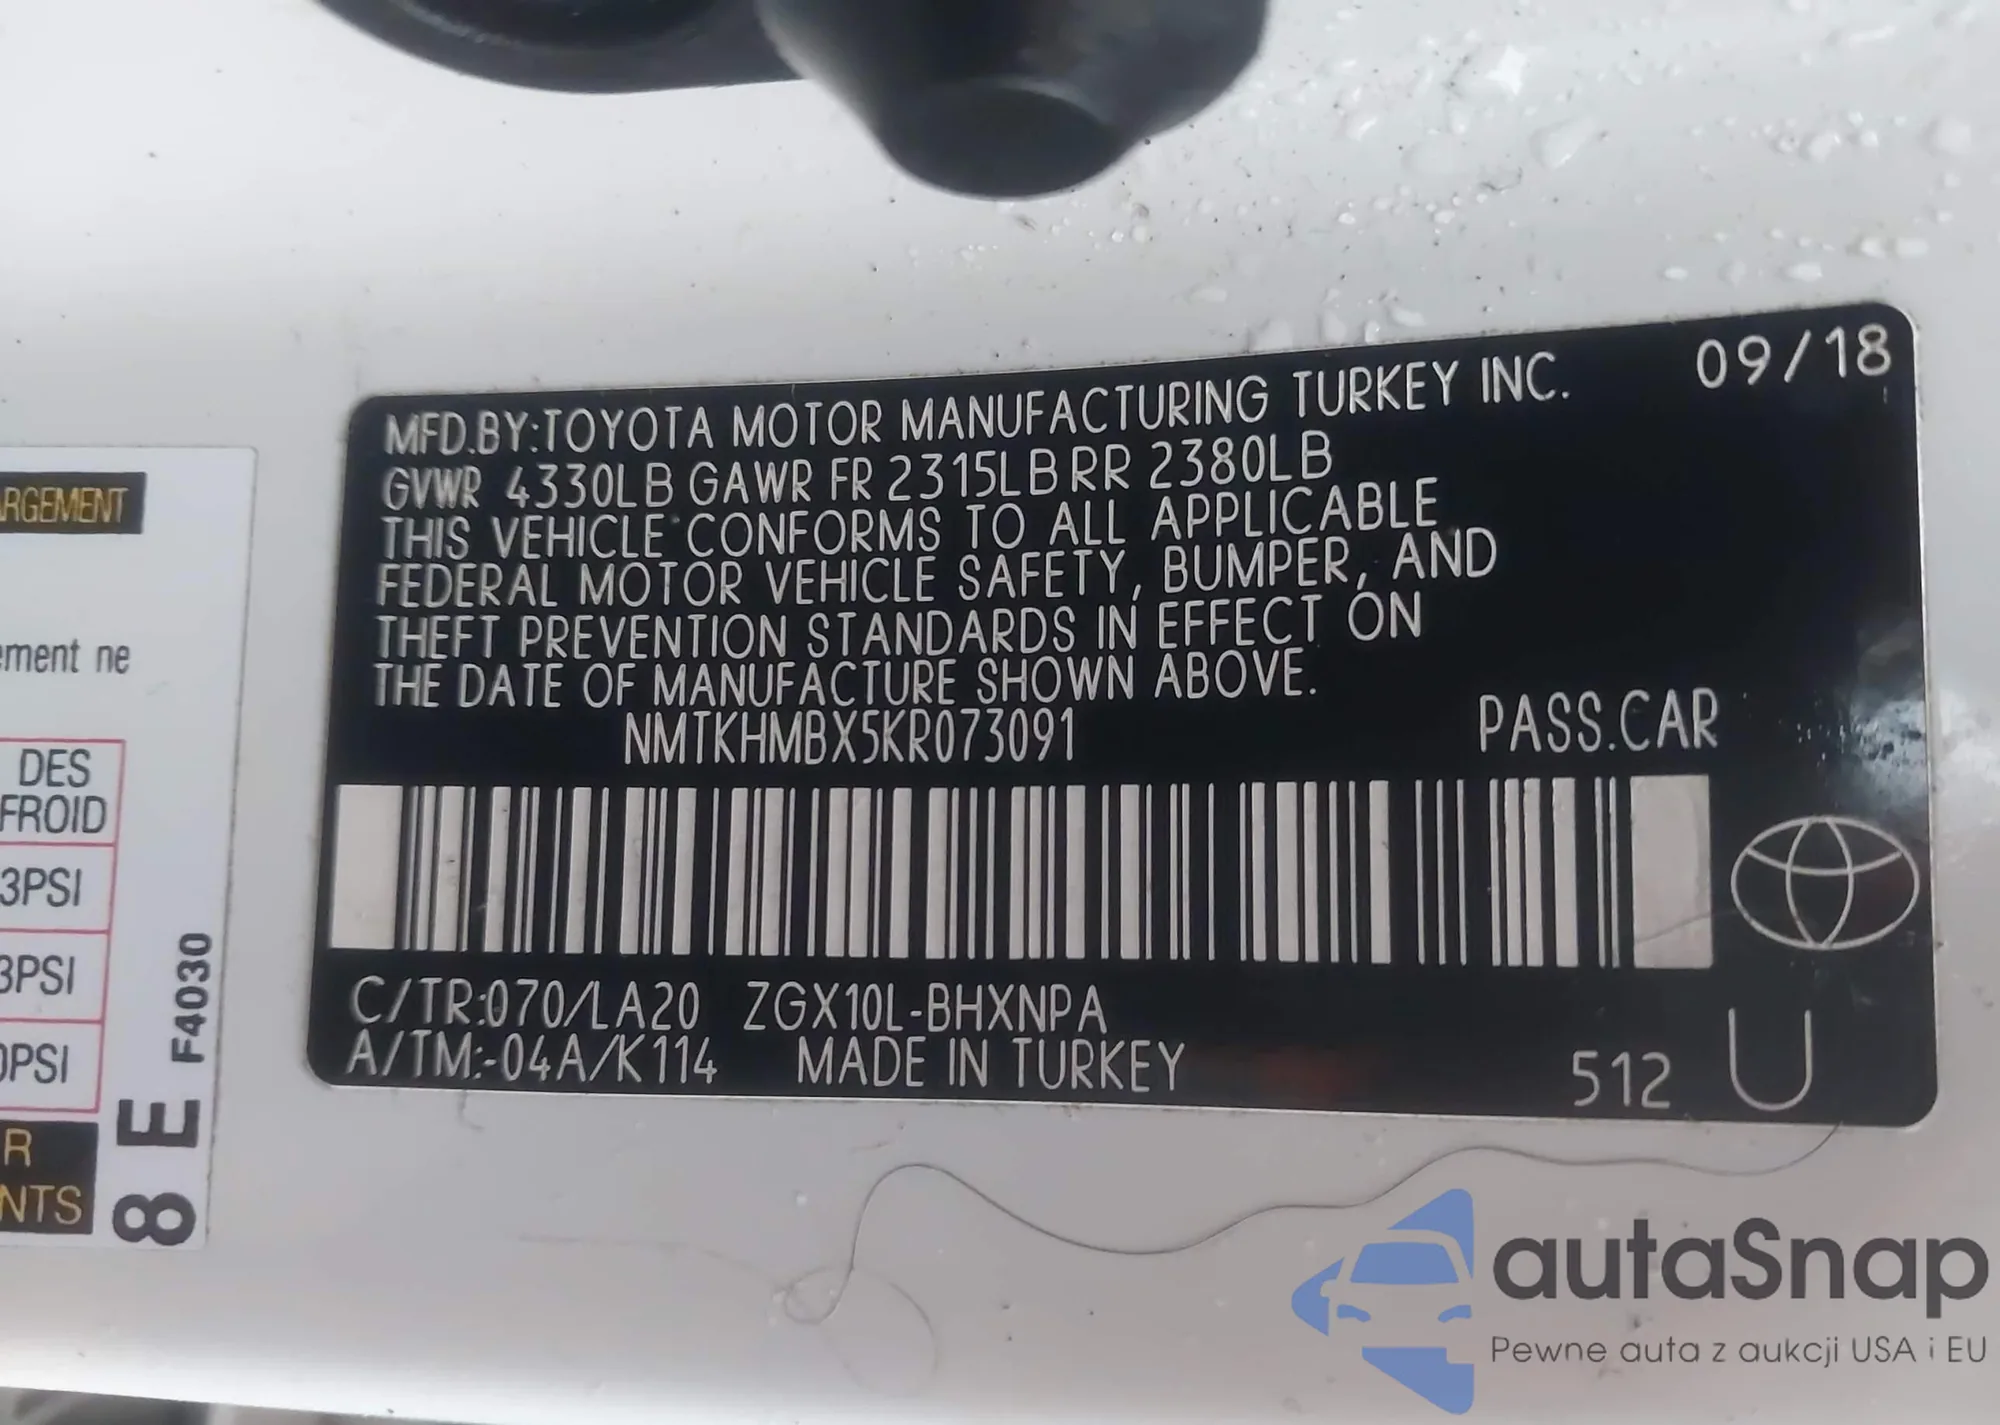 MFD.BY:TOYOTA MOTOR MANUFACTURING TURKEY INC. 09/18
GVWR 4330LB GAWR FR 2315LB RR 2380LB
THIS VEHICLE CONFORMS TO ALL APPLICABLE
FEDERAL MOTOR VEHICLE SAFETY, BUMPER, AND
THEFT PREVENTION STANDARDS IN EFFECT ON
THE DATE OF MANUFACTURE SHOWN ABOVE.
NMTKHMBX5KR073091 PASS.CAR
C/TR:070/LA20 ZGX10L-BHXNPA
A/TM:-04A/K114 MADE IN TURKEY 512 U
ARGEMENT
ement ne
DES
FROID
3PSI
3PSI
0PSI
R
NTS
8 E F4030
autaSnap
Pewne auta z aukcji USA i EU